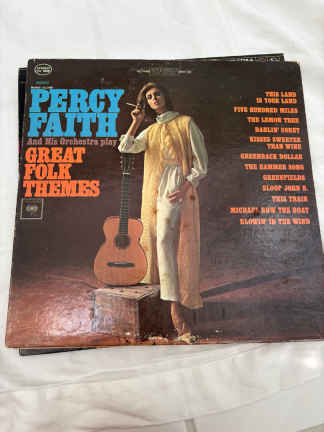 PERCY
FAITH
And His Orchestra play
GREAT
FOLK
THEMES
THIS LAND
IS YOUR LAND
FIVE HUNDRED MILES
THE LEMON TREE
DARLIN' COREY
KISSES SWEETER
THAN WINE
GREENBACK DOLLAR
THE HAMMER SONG
GREENFIELDS
SLOOP JOHN B.
THIS TRAIN
MICHAEL ROW THE BOAT
BLOWIN' IN THE WIND